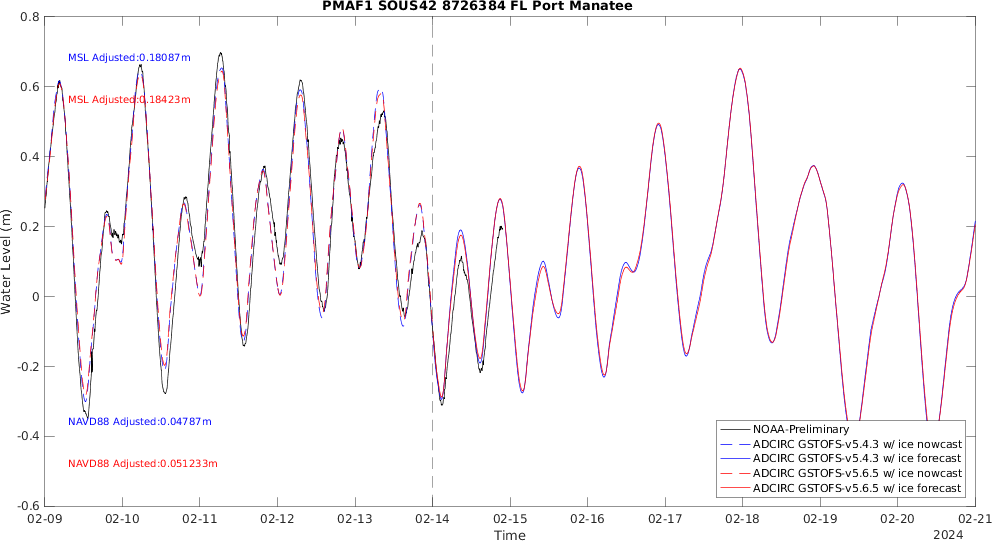 PMAF1 SOUS42 8726384 FL Port Manatee
Water Level (m)
0.8
0.6
0.4
0.2
0
-0.2
-0.4
-0.6
MSL Adjusted:0.18087m
MSL Adjusted:0.18423m
NAVD88 Adjusted:0.04787m
NAVD88 Adjusted:0.051233m
NOAA-Preliminary
ADCIRC GSTOFS-v5.4.3 w/ ice nowcast
ADCIRC GSTOFS-v5.4.3 w/ ice forecast
ADCIRC GSTOFS-v5.6.5 w/ ice nowcast
ADCIRC GSTOFS-v5.6.5 w/ ice forecast
02-09 02-10 02-11 02-12 02-13 02-14 02-15 02-16 02-17 02-18 02-19 02-20 02-21
Time
2024